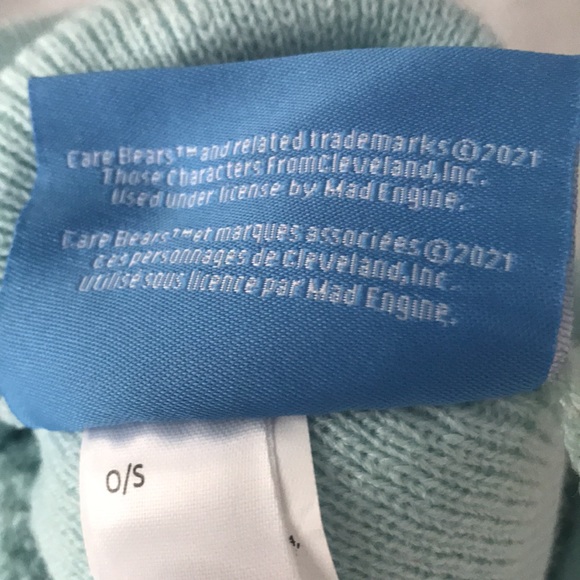 Care Bears™ and related trademarks ©2021
Those Characters From Cleveland, Inc.
Used under license by Mad Engine.
Care Bears™ et marques associées ©2021
ces personnages de Cleveland, Inc.
Utilisé sous licence par Mad Engine.
O/S